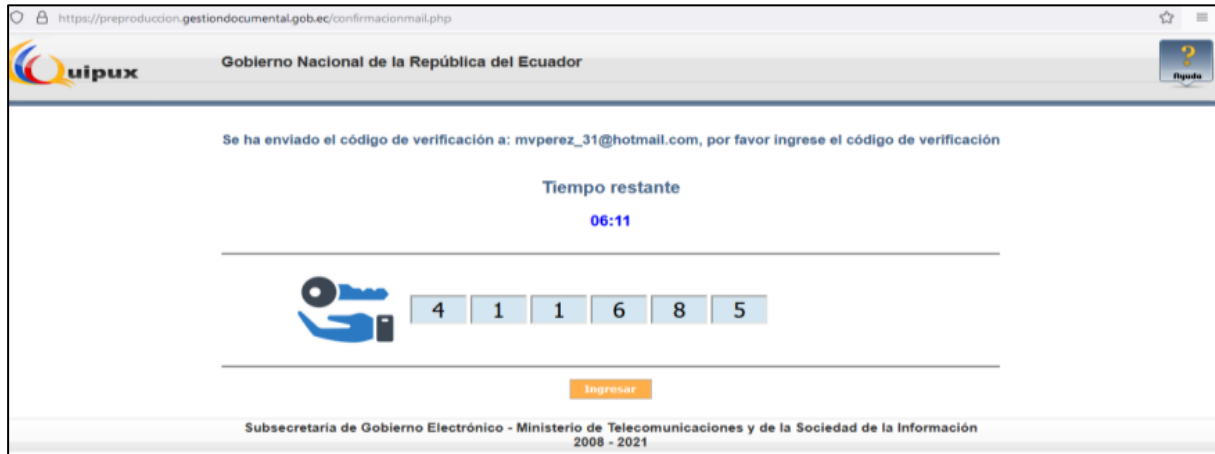 https://preproduccion.gestiondocumental.gob.ec/confirmacionmail.php
Quipux
Gobierno Nacional de la República del Ecuador
?
Ayuda
Se ha enviado el código de verificación a: mvperez_31@hotmail.com, por favor ingrese el código de verificación
Tiempo restante
06:11
4 1 1 6 8 5
Ingresar
Subsecretaría de Gobierno Electrónico - Ministerio de Telecomunicaciones y de la Sociedad de la Información
2008 - 2021